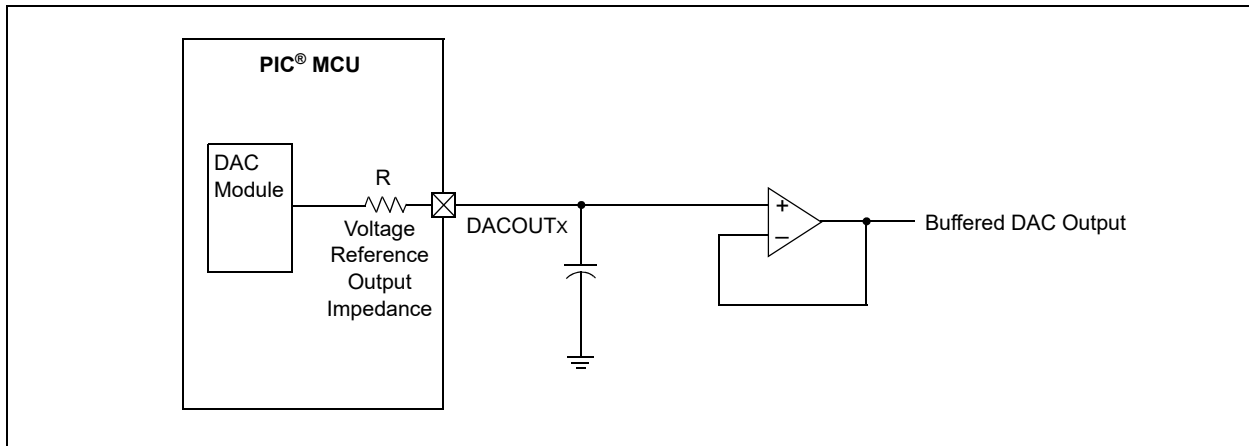 PIC® MCU
DAC
Module
R
Voltage
Reference
Output
Impedance
DACOUTx
+
–
Buffered DAC Output